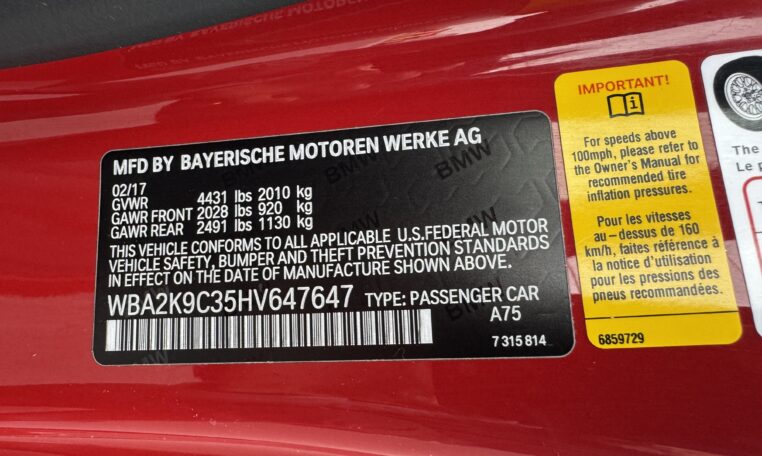 MFD BY BAYERISCHE MOTOREN WERKE AG
02/17
GVWR 4431 lbs 2010 kg
GAWR FRONT 2028 lbs 920 kg
GAWR REAR 2491 lbs 1130 kg
THIS VEHICLE CONFORMS TO ALL APPLICABLE U.S.FEDERAL MOTOR
VEHICLE SAFETY, BUMPER AND THEFT PREVENTION STANDARDS
IN EFFECT ON THE DATE OF MANUFACTURE SHOWN ABOVE.
WBA2K9C35HV647647 TYPE: PASSENGER CAR
A75
7 315 814
BMW
IMPORTANT!
For speeds above
100mph, please refer to
the Owner's Manual for
recommended tire
inflation pressures.
Pour les vitesses
au-dessus de 160
km/h, faites référence à
la notice d'utilisation
pour les pressions des
pneus recommandées.
6859729
The
Le p